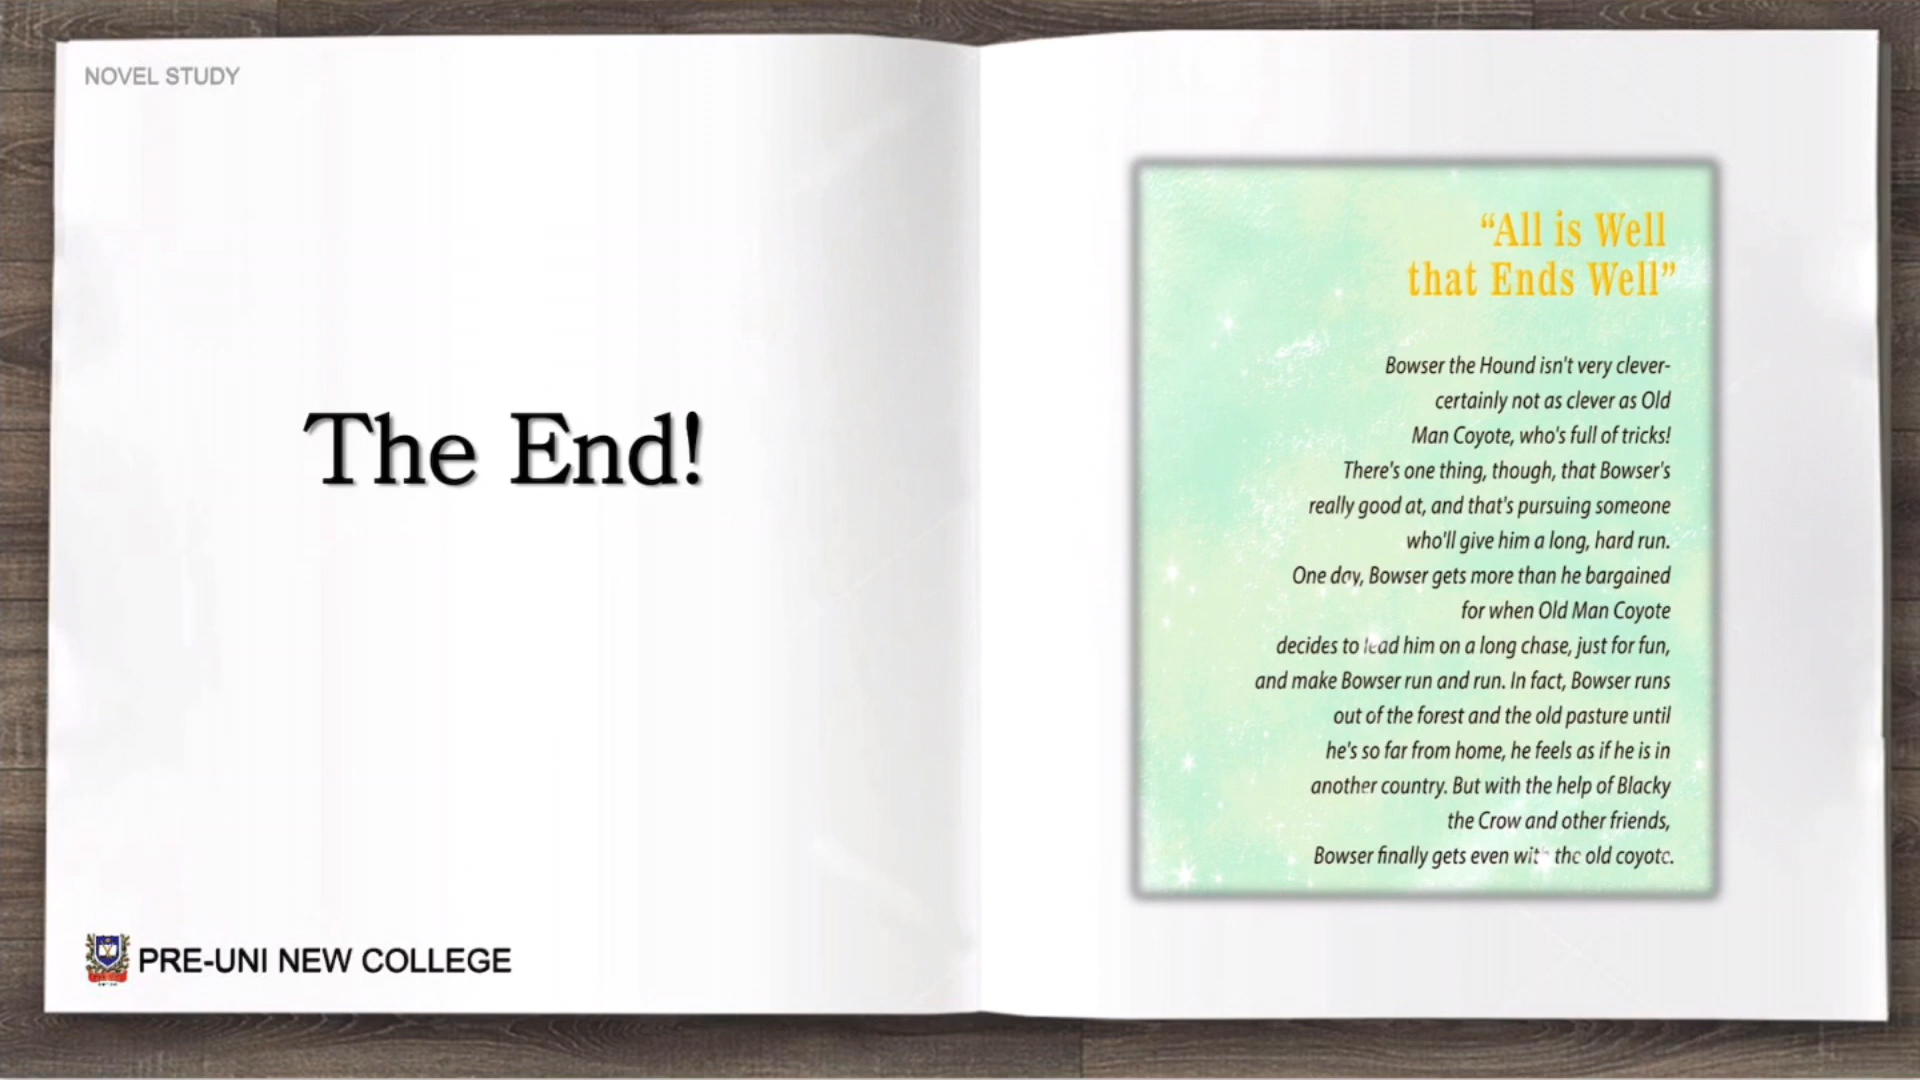 NOVEL STUDY
The End!
PRE-UNI NEW COLLEGE
“All is Well
that Ends Well”
Bowser the Hound isn't very clever-
certainly not as clever as Old
Man Coyote, who's full of tricks!
There's one thing, though, that Bowser's
really good at, and that's pursuing someone
who'll give him a long, hard run.
One day, Bowser gets more than he bargained
for when Old Man Coyote
decides to lead him on a long chase, just for fun,
and make Bowser run and run. In fact, Bowser runs
out of the forest and the old pasture until
he's so far from home, he feels as if he is in
another country. But with the help of Blacky
the Crow and other friends,
Bowser finally gets even with the old coyote.